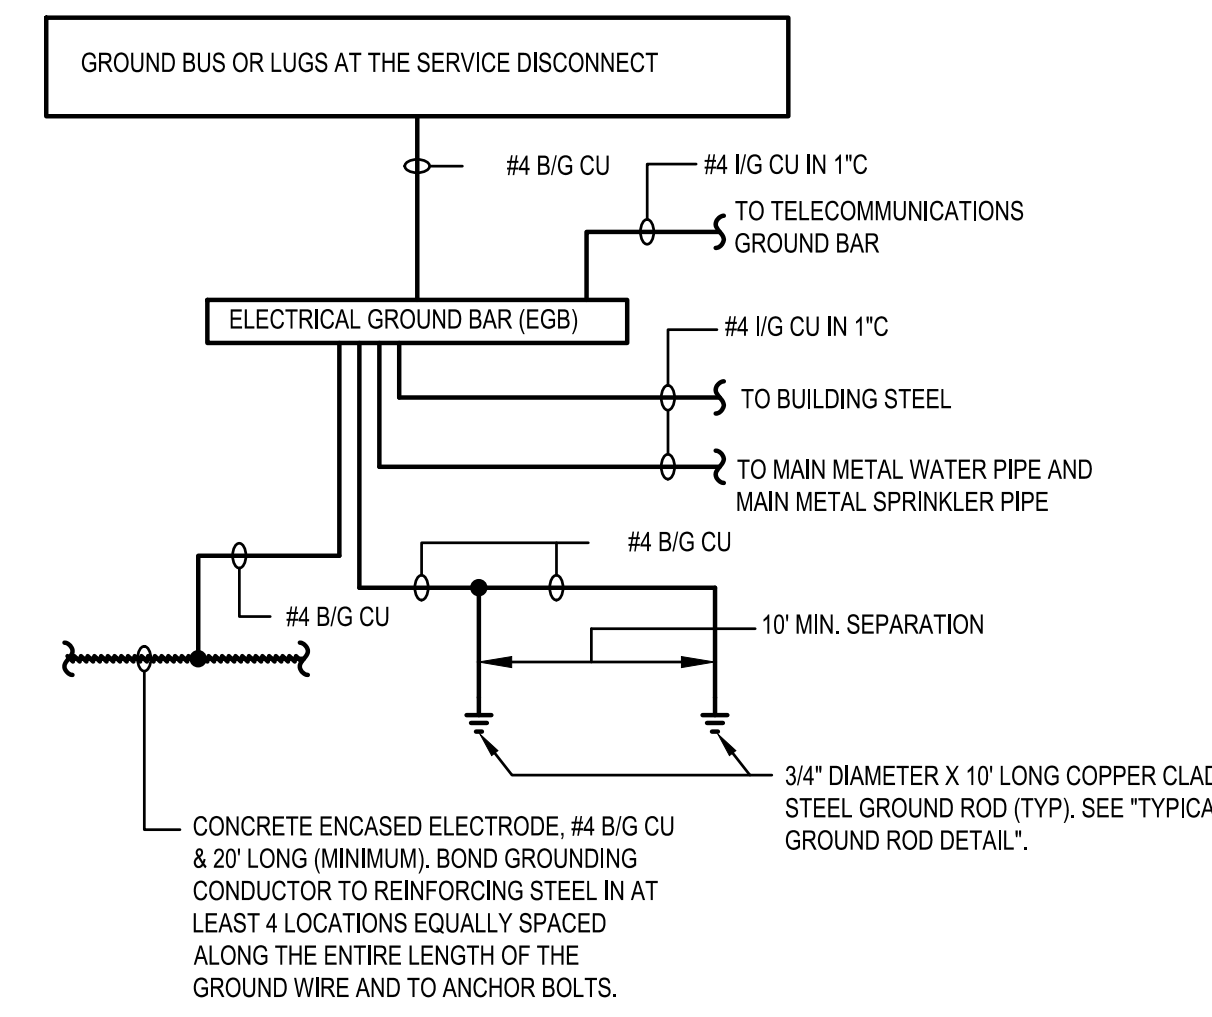 GROUND BUS OR LUGS AT THE SERVICE DISCONNECT
#4 B/G CU
#4 I/G CU IN 1"C
TO TELECOMMUNICATIONS
GROUND BAR
ELECTRICAL GROUND BAR (EGB)
#4 I/G CU IN 1"C
TO BUILDING STEEL
TO MAIN METAL WATER PIPE AND
MAIN METAL SPRINKLER PIPE
#4 B/G CU
#4 B/G CU
10' MIN. SEPARATION
3/4" DIAMETER X 10' LONG COPPER
STEEL GROUND ROD (TYP). SEE
GROUND ROD DETAIL".
CONCRETE ENCASED ELECTRODE, #4 B/G CU
& 20' LONG (MINIMUM). BOND GROUNDING
CONDUCTOR TO REINFORCING STEEL IN AT
LEAST 4 LOCATIONS EQUALLY SPACED
ALONG THE ENTIRE LENGTH OF THE
GROUND WIRE AND TO ANCHOR BOLTS.